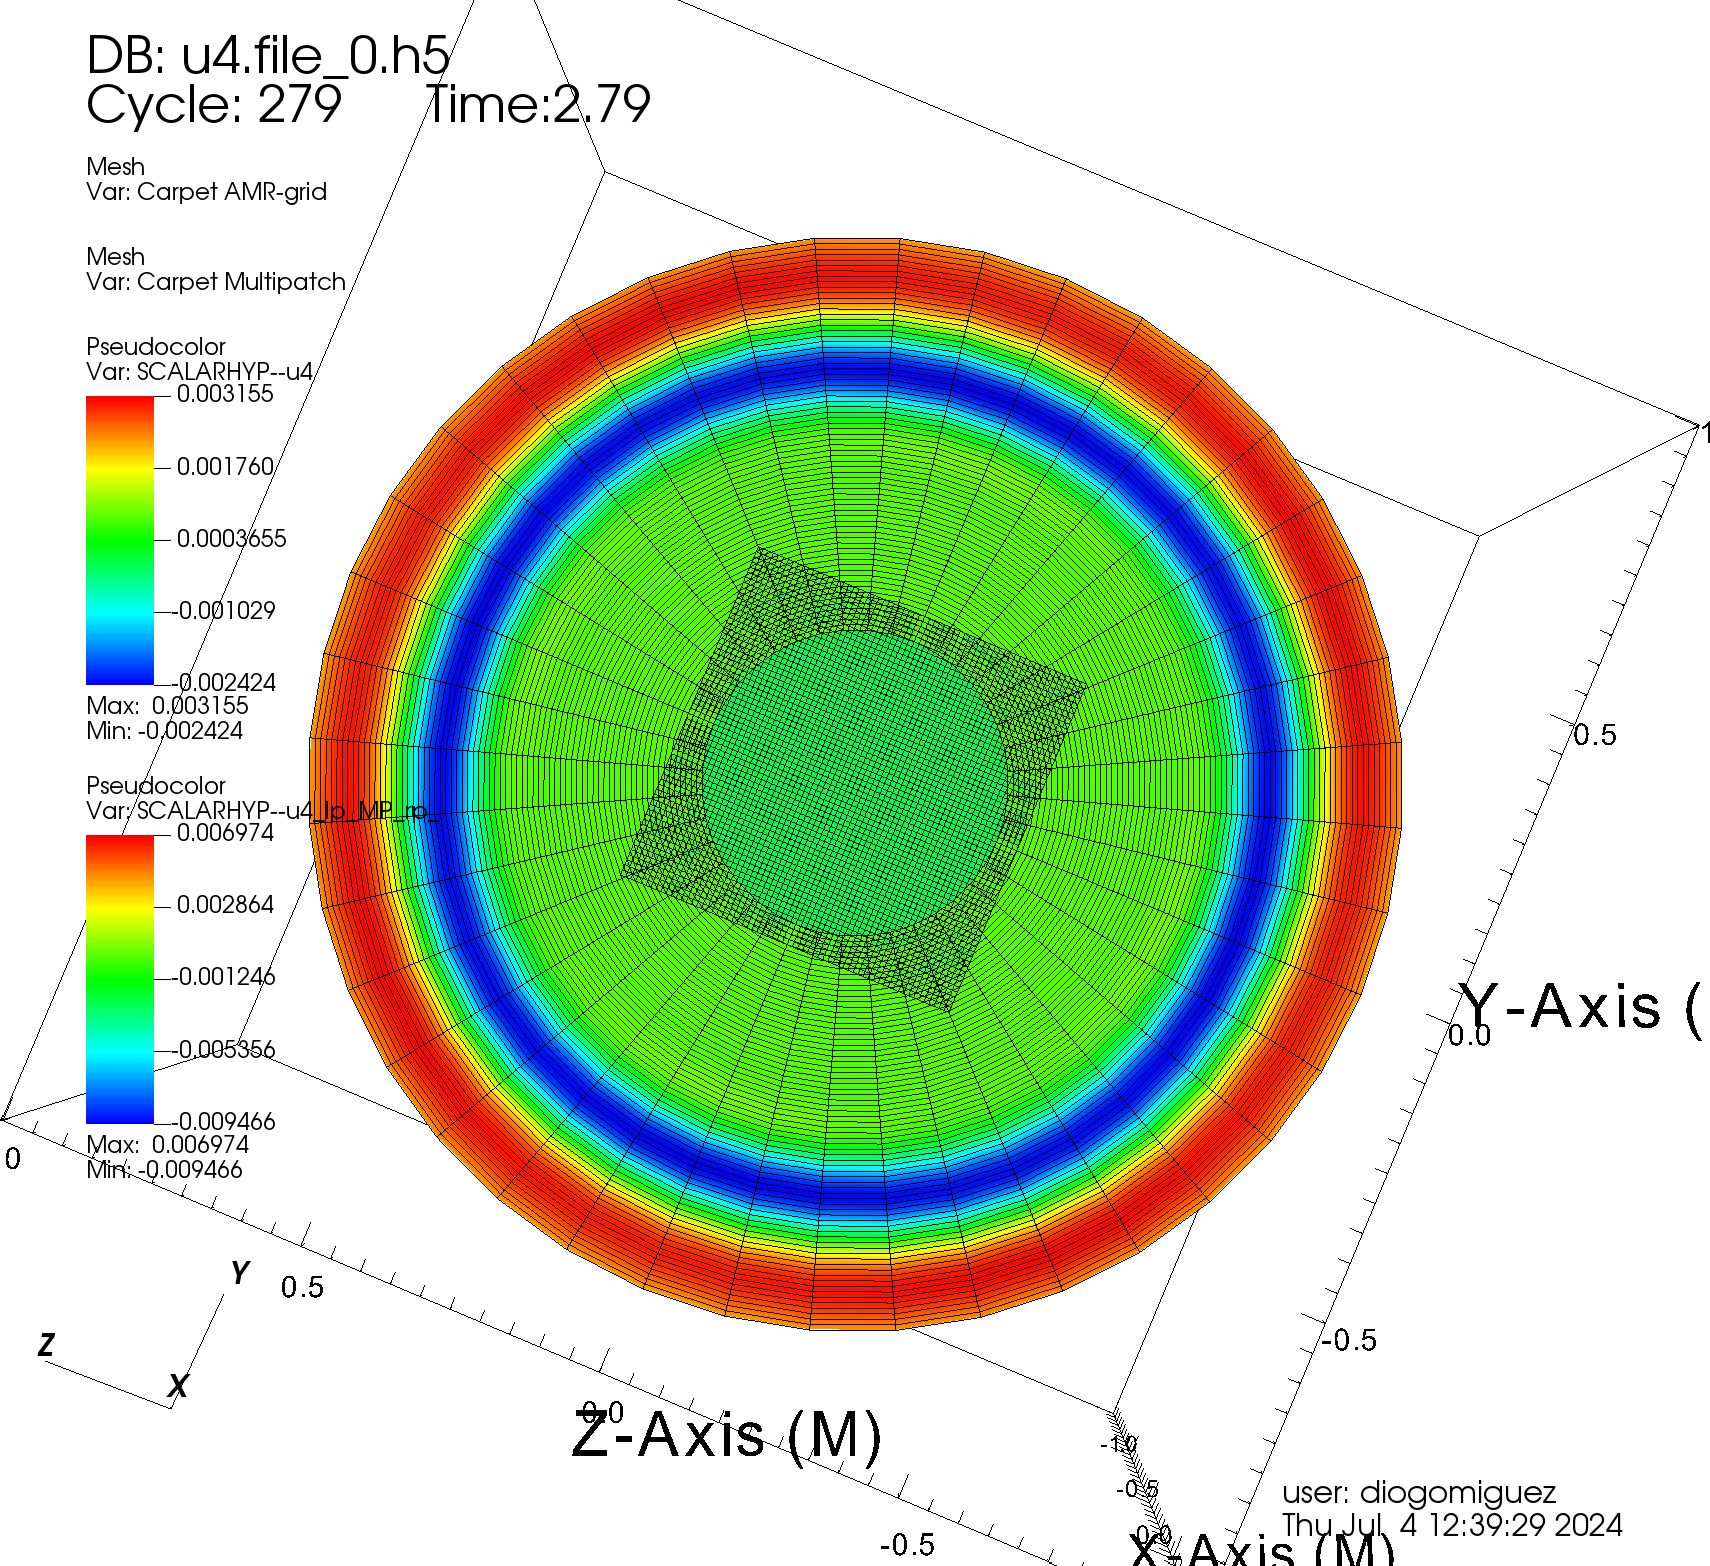 DB: u4.file_0.h5
Cycle: 279 Time:2.79
Mesh
Var: Carpet AMR-grid
Mesh
Var: Carpet Multipatch
Pseudocolor
Var: SCALARHYP--u4
0.003155
0.001760
0.0003655
-0.001029
-0.002424
Max: 0.003155
Min: -0.002424
Pseudocolor
Var: SCALARHYP--u4_lp_MP_rp_
0.006974
0.002864
-0.001246
-0.005356
-0.009466
Max: 0.006974
Min: -0.009466
1
0.5
Y-Axis (
0.0
-0.5
0
0.5
0.0
Z-Axis (M)
-0.5
Y
Z
X
-1.0
-0.5
0.0
X-Axis (M)
user: diogomiguez
Thu Jul 4 12:39:29 2024